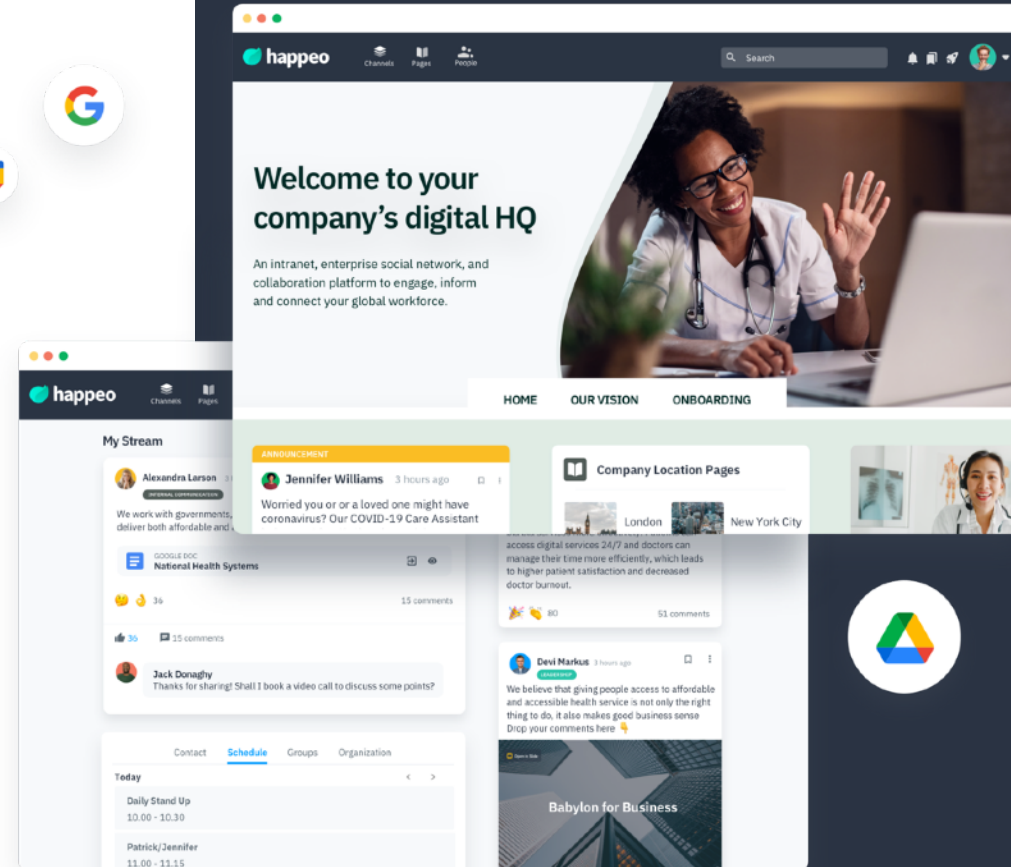 happeo
Channels
Pages
People
Search
Welcome to your
company’s digital HQ
An intranet, enterprise social network, and
collaboration platform to engage, inform
and connect your global workforce.
HOME
OUR VISION
ONBOARDING
ANNOUNCEMENT
Jennifer Williams 3 hours ago
Worried you or a loved one might have
coronavirus? Our COVID-19 Care Assistant
Company Location Pages
London
New York City
happeo
Channels
Pages
My Stream
Alexandra Larson
INTERNAL COMMUNICATION
We work with governments,
deliver both affordable and
GOOGLE DOC
National Health Systems
36
15 comments
36
15 comments
Jack Donaghy
Thanks for sharing! Shall I book a video call to discuss some points?
Contact
Schedule
Groups
Organization
Today
Daily Stand Up
10.00 - 10.30
Patrick/Jennifer
11.00 - 11.15
access digital services 24/7 and doctors can
manage their time more efficiently, which leads
to higher patient satisfaction and decreased
doctor burnout.
80
51 comments
Devi Markus 3 hours ago
LEADERSHIP
We believe that giving people access to affordable
and accessible health service is not only the right
thing to do, it also makes good business sense
Drop your comments here
Babylon for Business